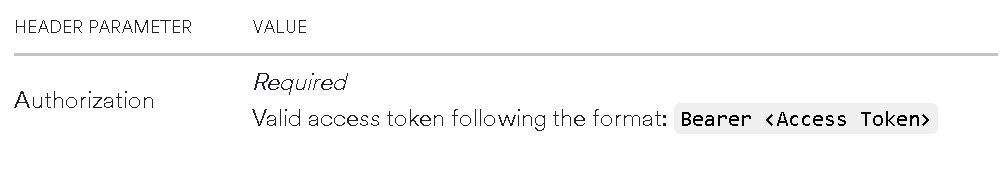 HEADER PARAMETER VALUE
Authorization
Required
Valid access token following the format: Bearer <Access Token>